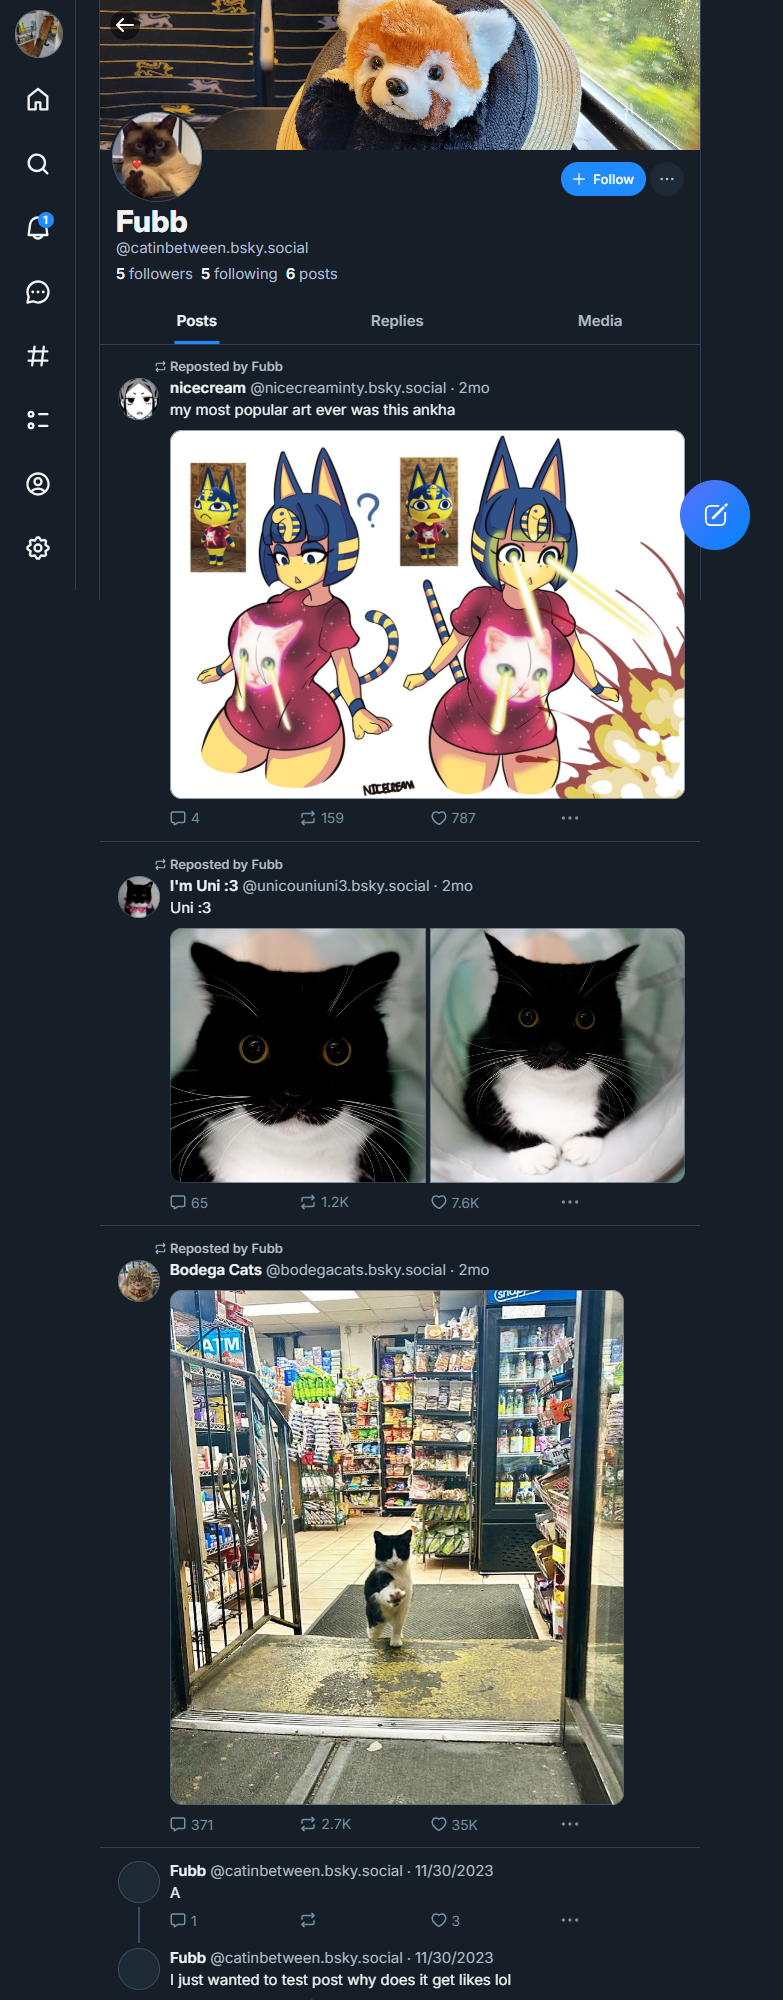 Follow
Fubb
@catinbetween.bsky.social
5 followers 5 following 6 posts
1
Posts Replies Media
Reposted by Fubb
nicecream @nicecreaminty.bsky.social · 2mo
my most popular art ever was this ankha
?
NICECREAM
4 159 787
Reposted by Fubb
I'm Uni :3 @unicouniuni3.bsky.social · 2mo
Uni :3
65 1.2K 7.6K
Reposted by Fubb
Bodega Cats @bodegacats.bsky.social · 2mo
ATM
371 2.7K 35K
Fubb @catinbetween.bsky.social · 11/30/2023
A
1 3
Fubb @catinbetween.bsky.social · 11/30/2023
I just wanted to test post why does it get likes lol